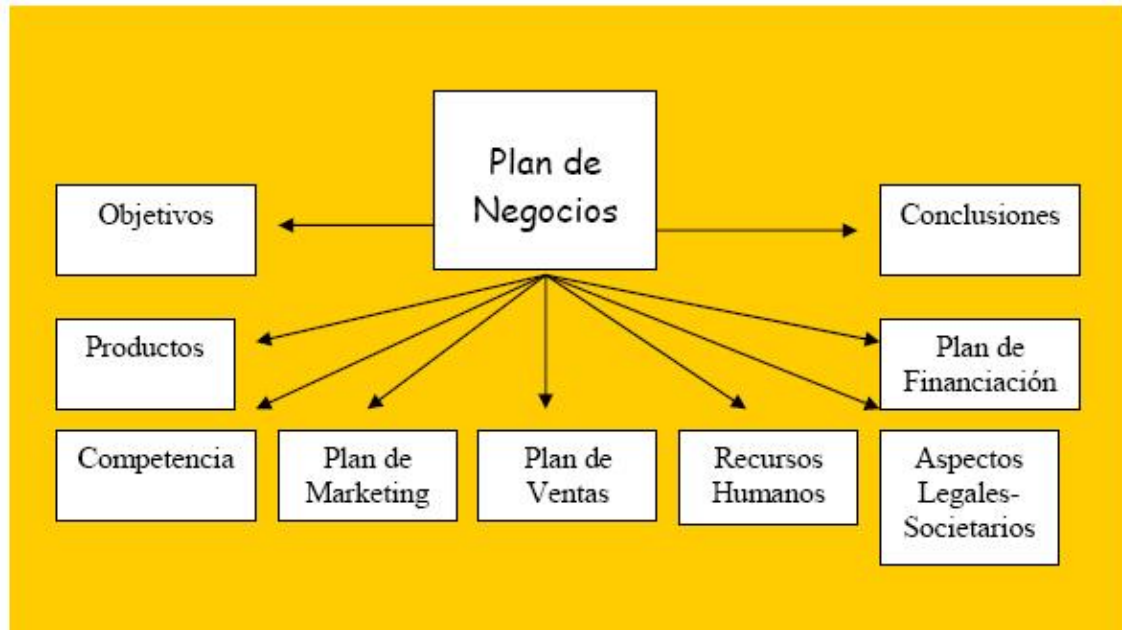 Plan de
Negocios
Objetivos
Conclusiones
Productos
Plan de
Financiación
Competencia
Plan de
Marketing
Plan de
Ventas
Recursos
Humanos
Aspectos
Legales-
Societarios